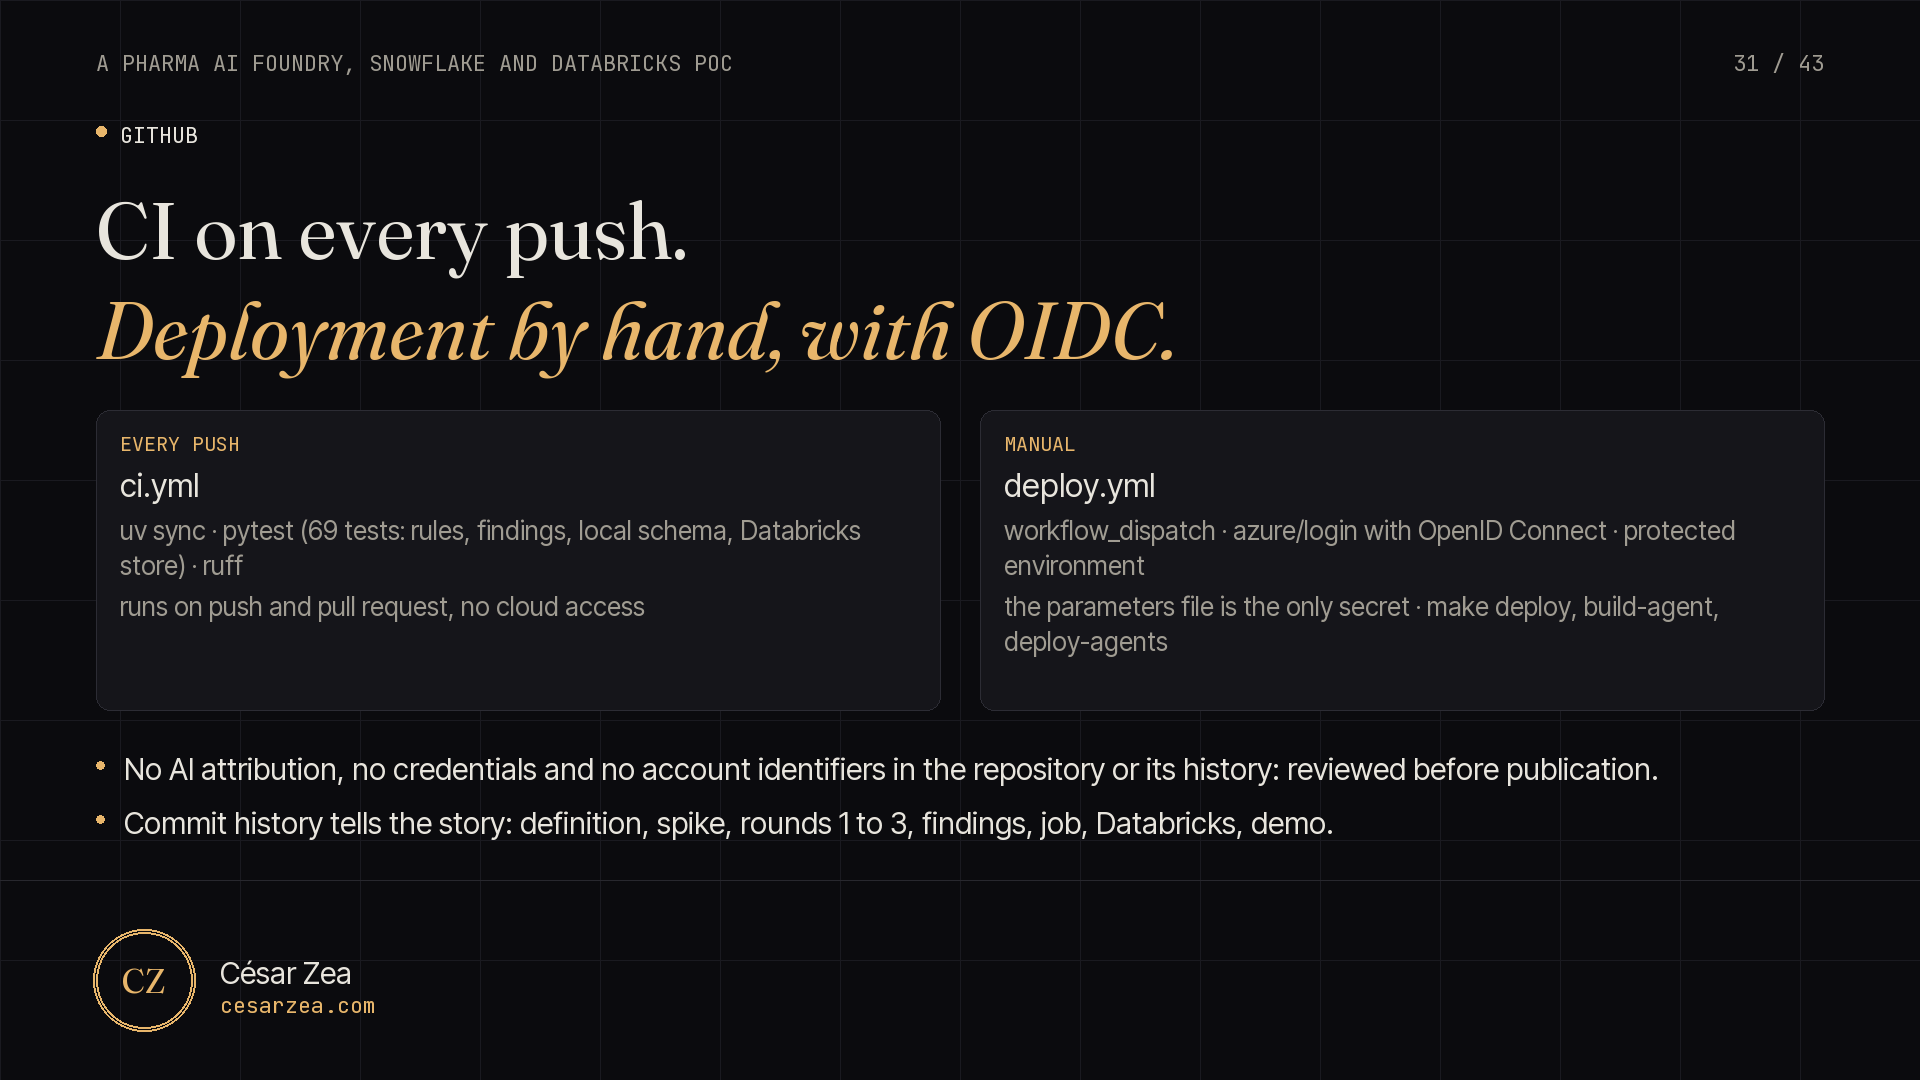 A PHARMA AI FOUNDRY, SNOWFLAKE AND DATABRICKS POC
31 / 43
GITHUB
CI on every push.
Deployment by hand, with OIDC.
EVERY PUSH
ci.yml
uv sync · pytest (69 tests: rules, findings, local schema, Databricks
store) · ruff
runs on push and pull request, no cloud access
MANUAL
deploy.yml
workflow_dispatch · azure/login with OpenID Connect · protected
environment
the parameters file is the only secret · make deploy, build-agent,
deploy-agents
No AI attribution, no credentials and no account identifiers in the repository or its history: reviewed before publication.
Commit history tells the story: definition, spike, rounds 1 to 3, findings, job, Databricks, demo.
CZ
César Zea
cesarzea.com